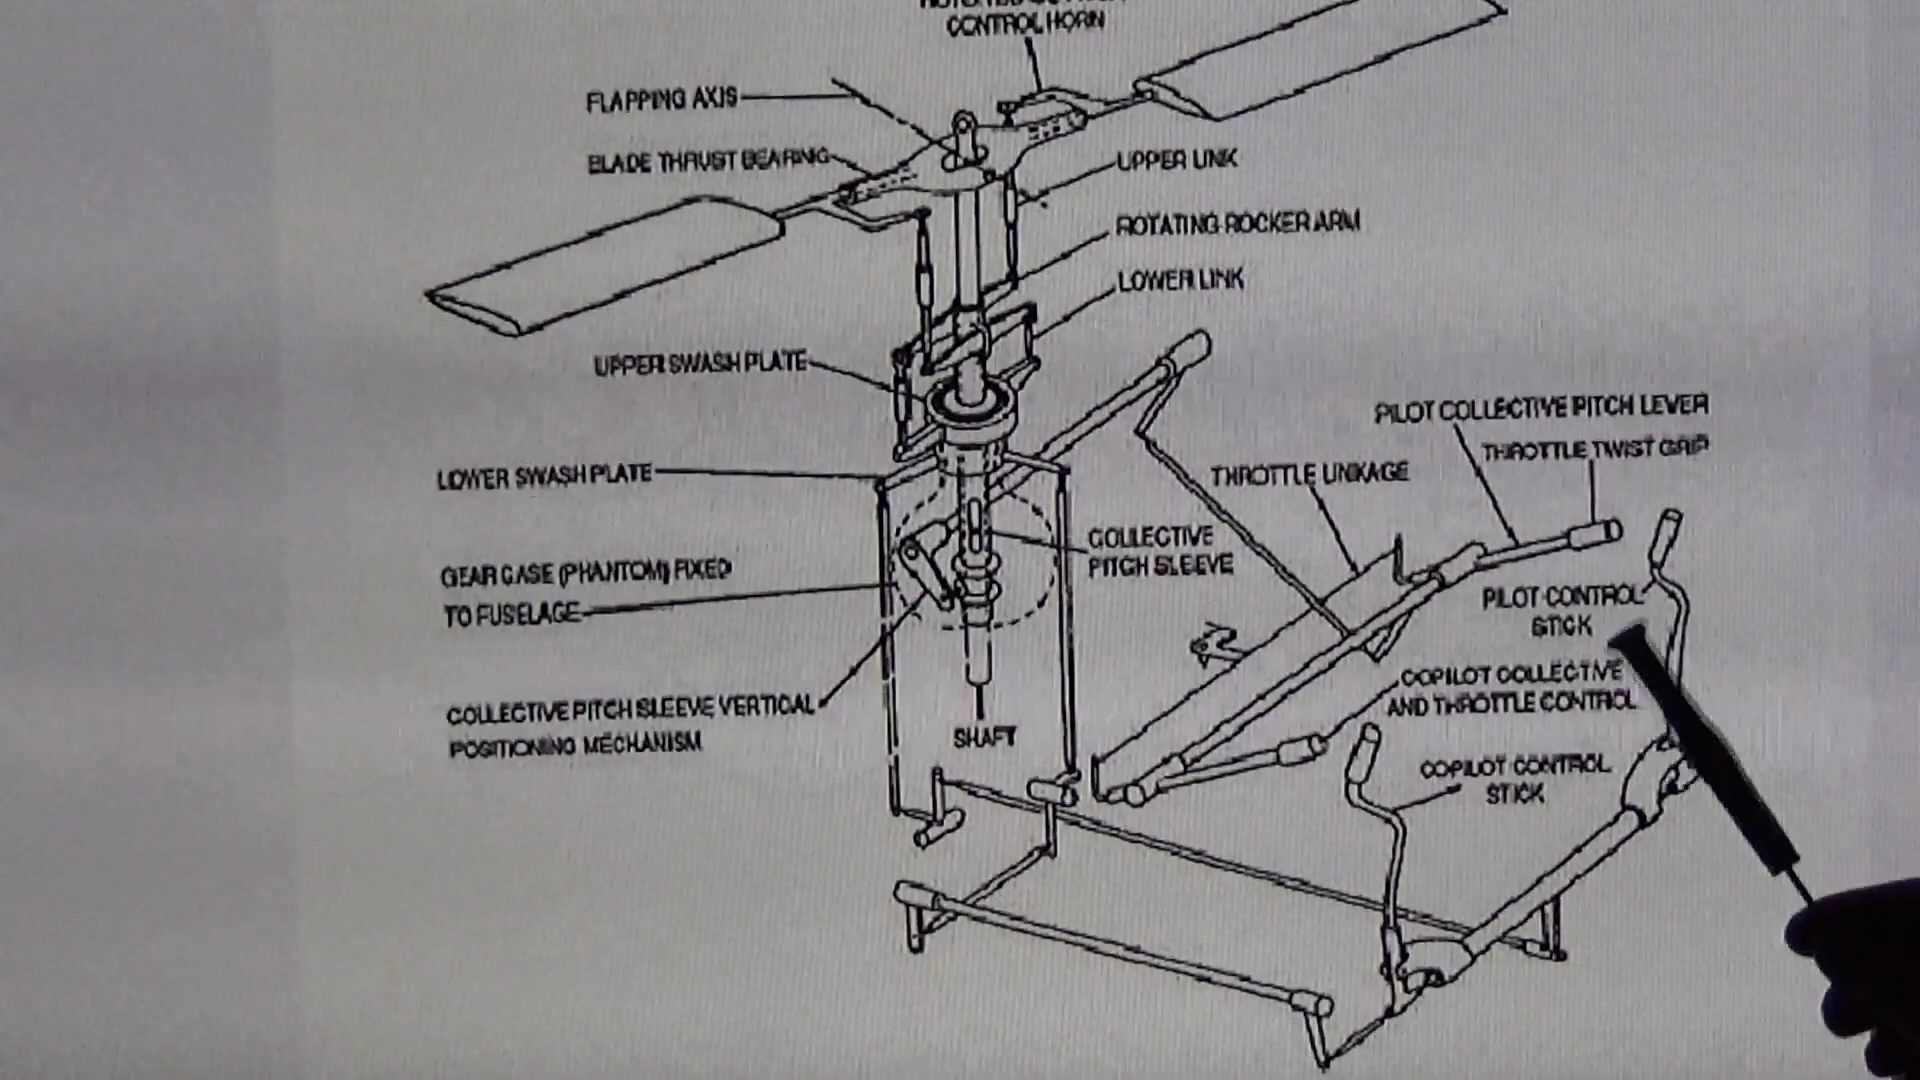 CONTROL HORN
FLAPPING AXIS
BLADE THRUST BEARING
UPPER LINK
ROTATING ROCKER ARM
LOWER LINK
UPPER SWASH PLATE
PILOT COLLECTIVE PITCH LEVER
THROTTLE TWIST GRIP
THROTTLE LINKAGE
LOWER SWASH PLATE
COLLECTIVE
PITCH SLEEVE
GEAR CASE (PHANTOM) FIXED
TO FUSELAGE
PILOT CONTROL
STICK
COPILOT COLLECTIVE
AND THROTTLE CONTROL
COLLECTIVE PITCH SLEEVE VERTICAL
POSITIONING MECHANISM
SHAFT
COPILOT CONTROL
STICK